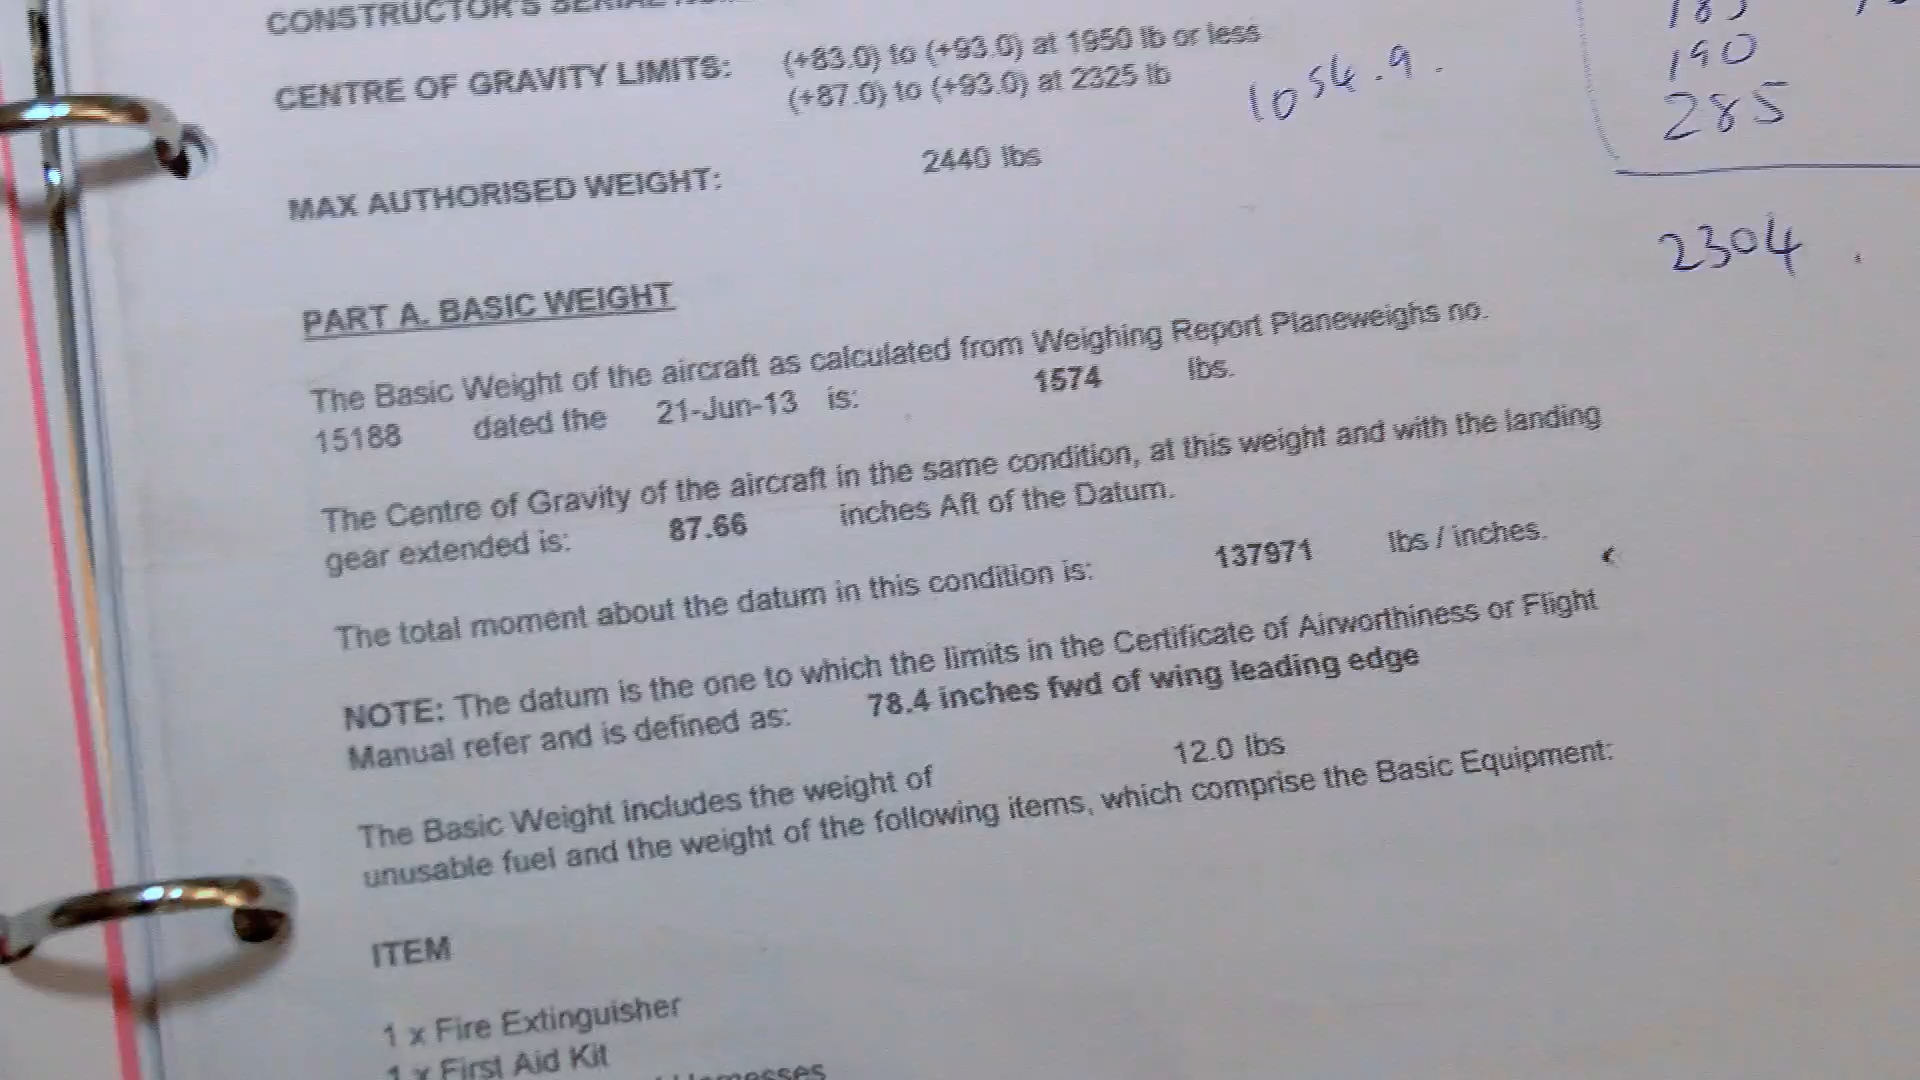 CONSTRUCTOR'S SERIAL
CENTRE OF GRAVITY LIMITS: (+83.0) to (+93.0) at 1950 lb or less
(+87.0) to (+93.0) at 2325 lb
1054.9.
190
285
MAX AUTHORISED WEIGHT: 2440 lbs
2304
PART A. BASIC WEIGHT
The Basic Weight of the aircraft as calculated from Weighing Report Planeweighs no.
15188 dated the 21-Jun-13 is: 1574 lbs.
The Centre of Gravity of the aircraft in the same condition, at this weight and with the landing
gear extended is: 87.66 inches Aft of the Datum.
The total moment about the datum in this condition is: 137971 lbs / inches.
NOTE: The datum is the one to which the limits in the Certificate of Airworthiness or Flight
Manual refer and is defined as: 78.4 inches fwd of wing leading edge
The Basic Weight includes the weight of 12.0 lbs
unusable fuel and the weight of the following items, which comprise the Basic Equipment:
ITEM
1 x Fire Extinguisher
1 x First Aid Kit